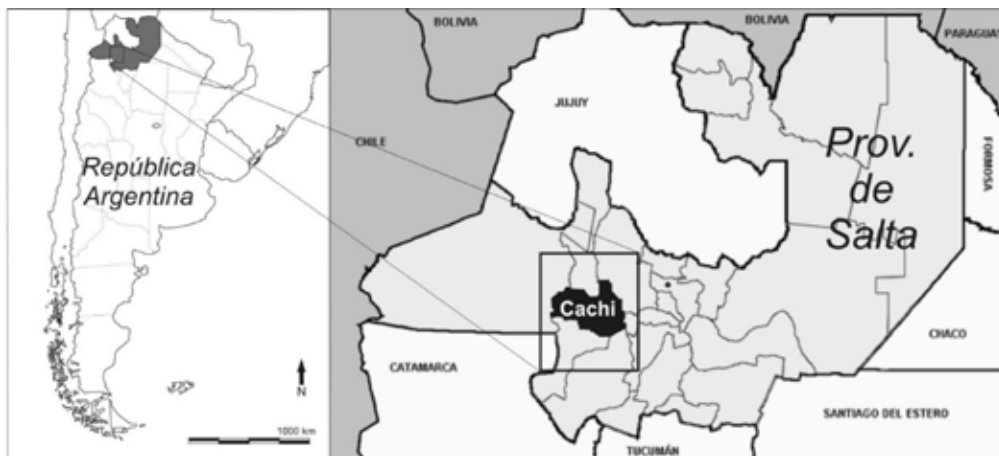 República
Argentina
N
1000 km
BOLIVIA
BOLIVIA
PARAGUAY
JUJUY
CHILE
FORMOSA
Prov.
de
Salta
Cachi
CHACO
CATAMARCA
SANTIAGO DEL ESTERO
TUCUMÁN